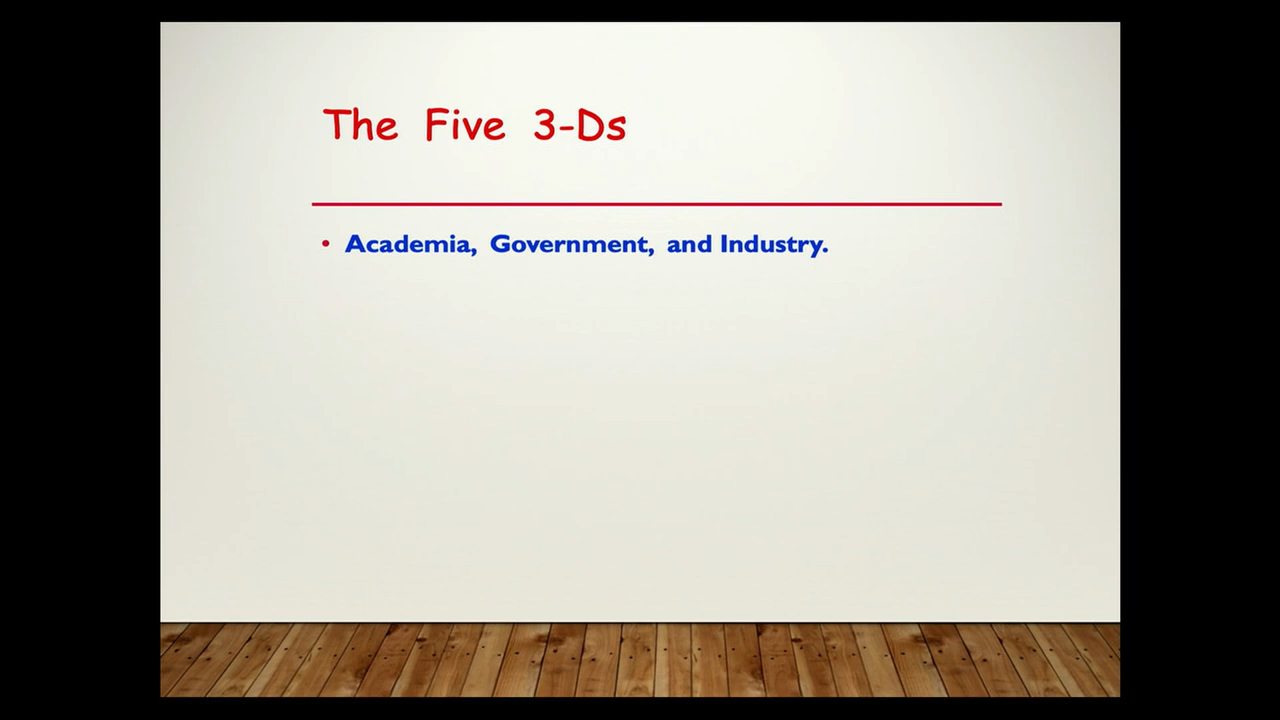 The Five 3-Ds
• Academia, Government, and Industry.